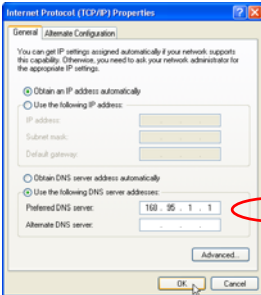 Internet Protocol (TCP/IP) Properties
General Alternate Configuration
You can get IP settings assigned automatically if your network supports
this capability. Otherwise, you need to ask your network administrator for
the appropriate IP settings.
Obtain an IP address automatically
Use the following IP address:
IP address:
Subnet mask:
Default gateway:
Obtain DNS server address automatically
Use the following DNS server addresses:
Preferred DNS server: 168 . 95 . 1 . 1
Alternate DNS server:
Advanced...
OK Cancel